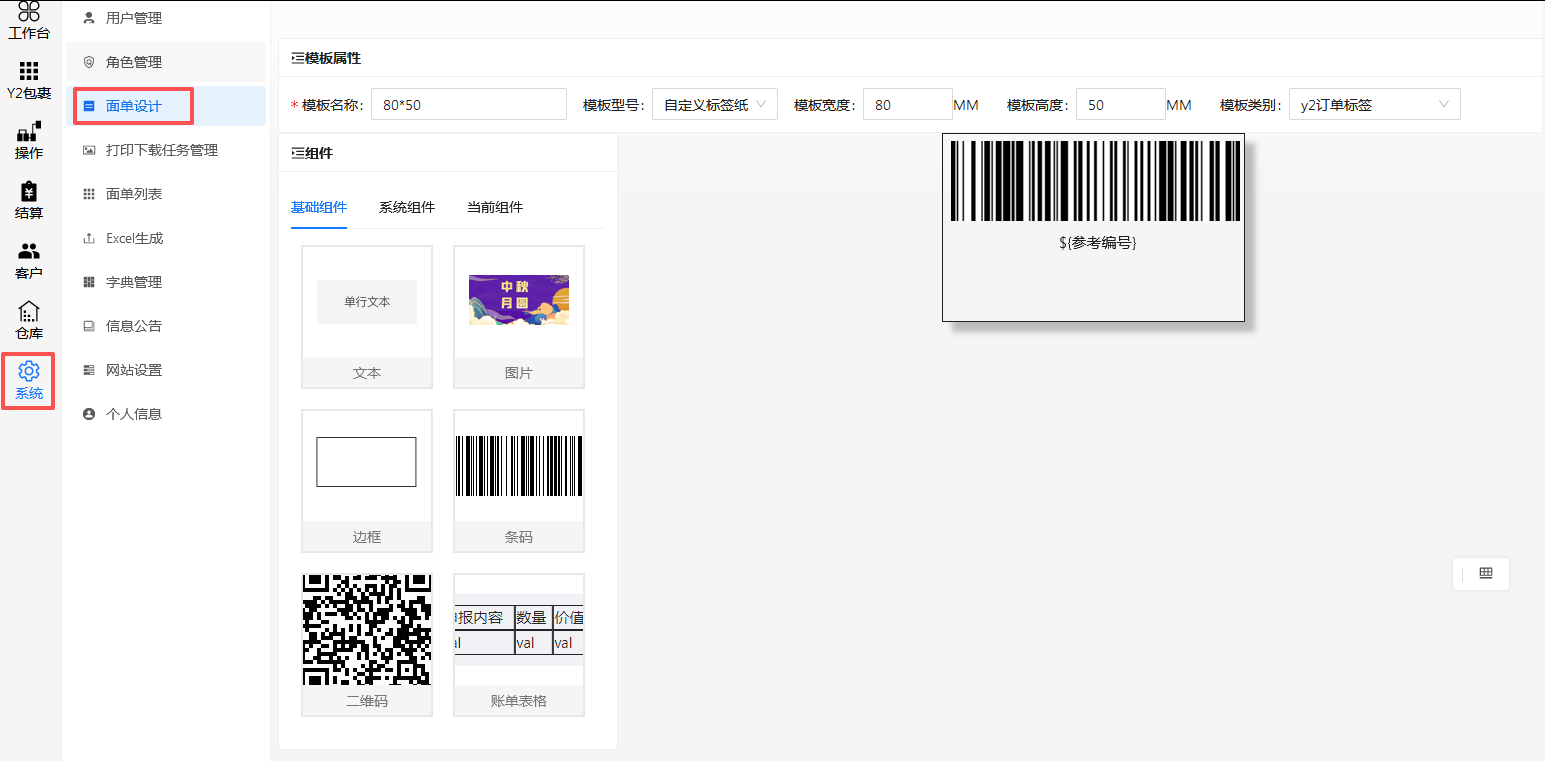 工作台
Y2包裹
操作
结算
客户
仓库
系统
用户管理
角色管理
面单设计
打印下载任务管理
面单列表
Excel生成
字典管理
信息公告
网站设置
个人信息
模板属性
* 模板名称: 80*50 模板型号: 自定义标签纸 模板宽度: 80 MM 模板高度: 50 MM 模板类别: y2订单标签
组件
基础组件 系统组件 当前组件
单行文本
文本
中秋
月圆
图片
边框
条码
二维码
报内容 数量 价值
val val
账单表格
${参考编号}